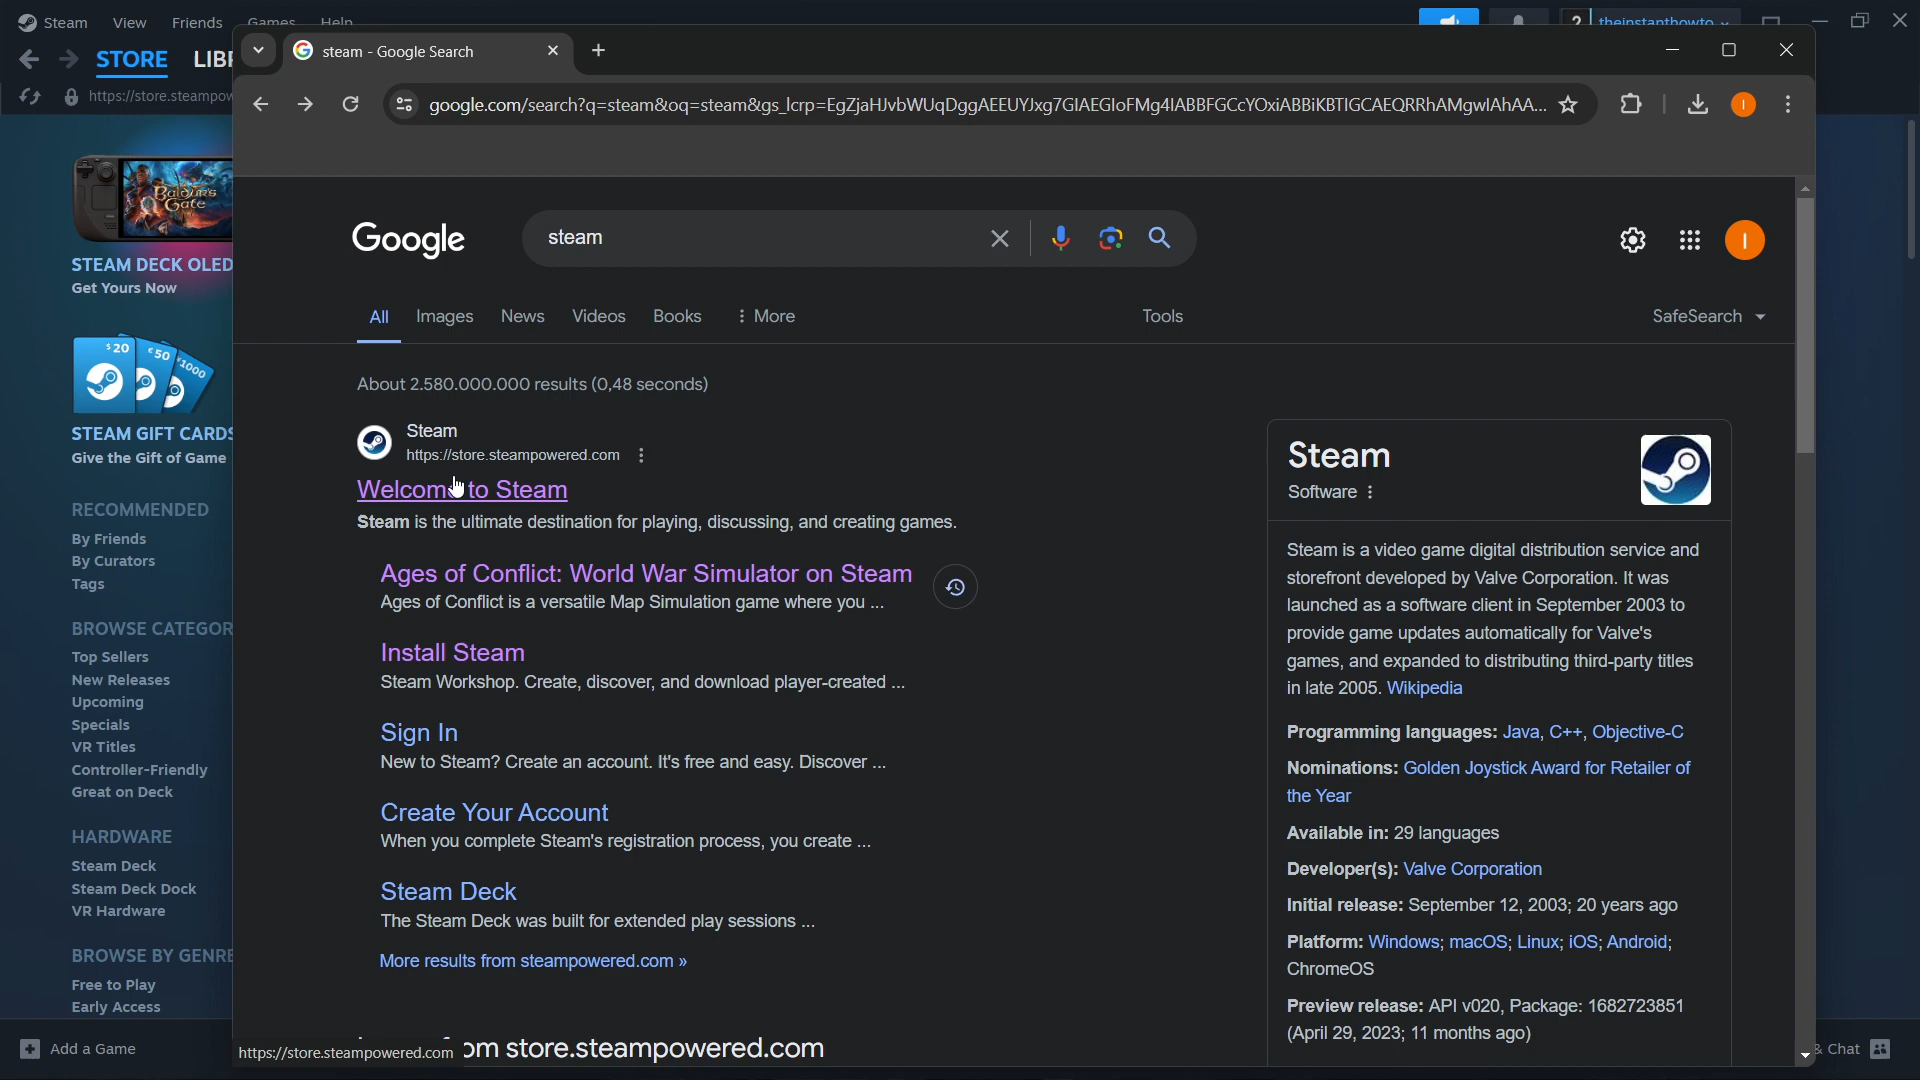 Steam View Friends Games Help
theinstanthowto
STORE
https://store.steampow
steam - Google Search
google.com/search?q=steam&oq=steam&gs_lcrp=
Google
steam
All Images News Videos Books More Tools SafeSearch
About 2.580.000.000 results (0,48 seconds)
Steam
https://store.steampowered.com
Welcome to Steam
Steam is the ultimate destination for playing, discussing, and creating games.
Ages of Conflict: World War Simulator on Steam
Ages of Conflict is a versatile Map Simulation game where you ...
Install Steam
Steam Workshop. Create, discover, and download player-created ...
Sign In
New to Steam? Create an account. It's free and easy. Discover ...
Create Your Account
When you complete Steam's registration process, you create ...
Steam Deck
The Steam Deck was built for extended play sessions ...
More results from steampowered.com »
om store.steampowered.com
https://store.steampowered.com
Steam
Software
Steam is a video game digital distribution service and
storefront developed by Valve Corporation. It was
launched as a software client in September 2003 to
provide game updates automatically for Valve's
games, and expanded to distributing third-party titles
in late 2005. Wikipedia
Programming languages: Java, C++, Objective-C
Nominations: Golden Joystick Award for Retailer of
the Year
Available in: 29 languages
Developer(s): Valve Corporation
Initial release: September 12, 2003; 20 years ago
Platform: Windows; macOS; Linux; iOS; Android;
ChromeOS
Preview release: API v020, Package: 1682723851
(April 29, 2023; 11 months ago)
Baldur's
Gate
STEAM DECK OLED
Get Yours Now
$20 €50 1000
STEAM GIFT CARDS
Give the Gift of Game
RECOMMENDED
By Friends
By Curators
Tags
BROWSE CATEGOR
Top Sellers
New Releases
Upcoming
Specials
VR Titles
Controller-Friendly
Great on Deck
HARDWARE
Steam Deck
Steam Deck Dock
VR Hardware
BROWSE BY GENRE
Free to Play
Early Access
Add a Game
& Chat